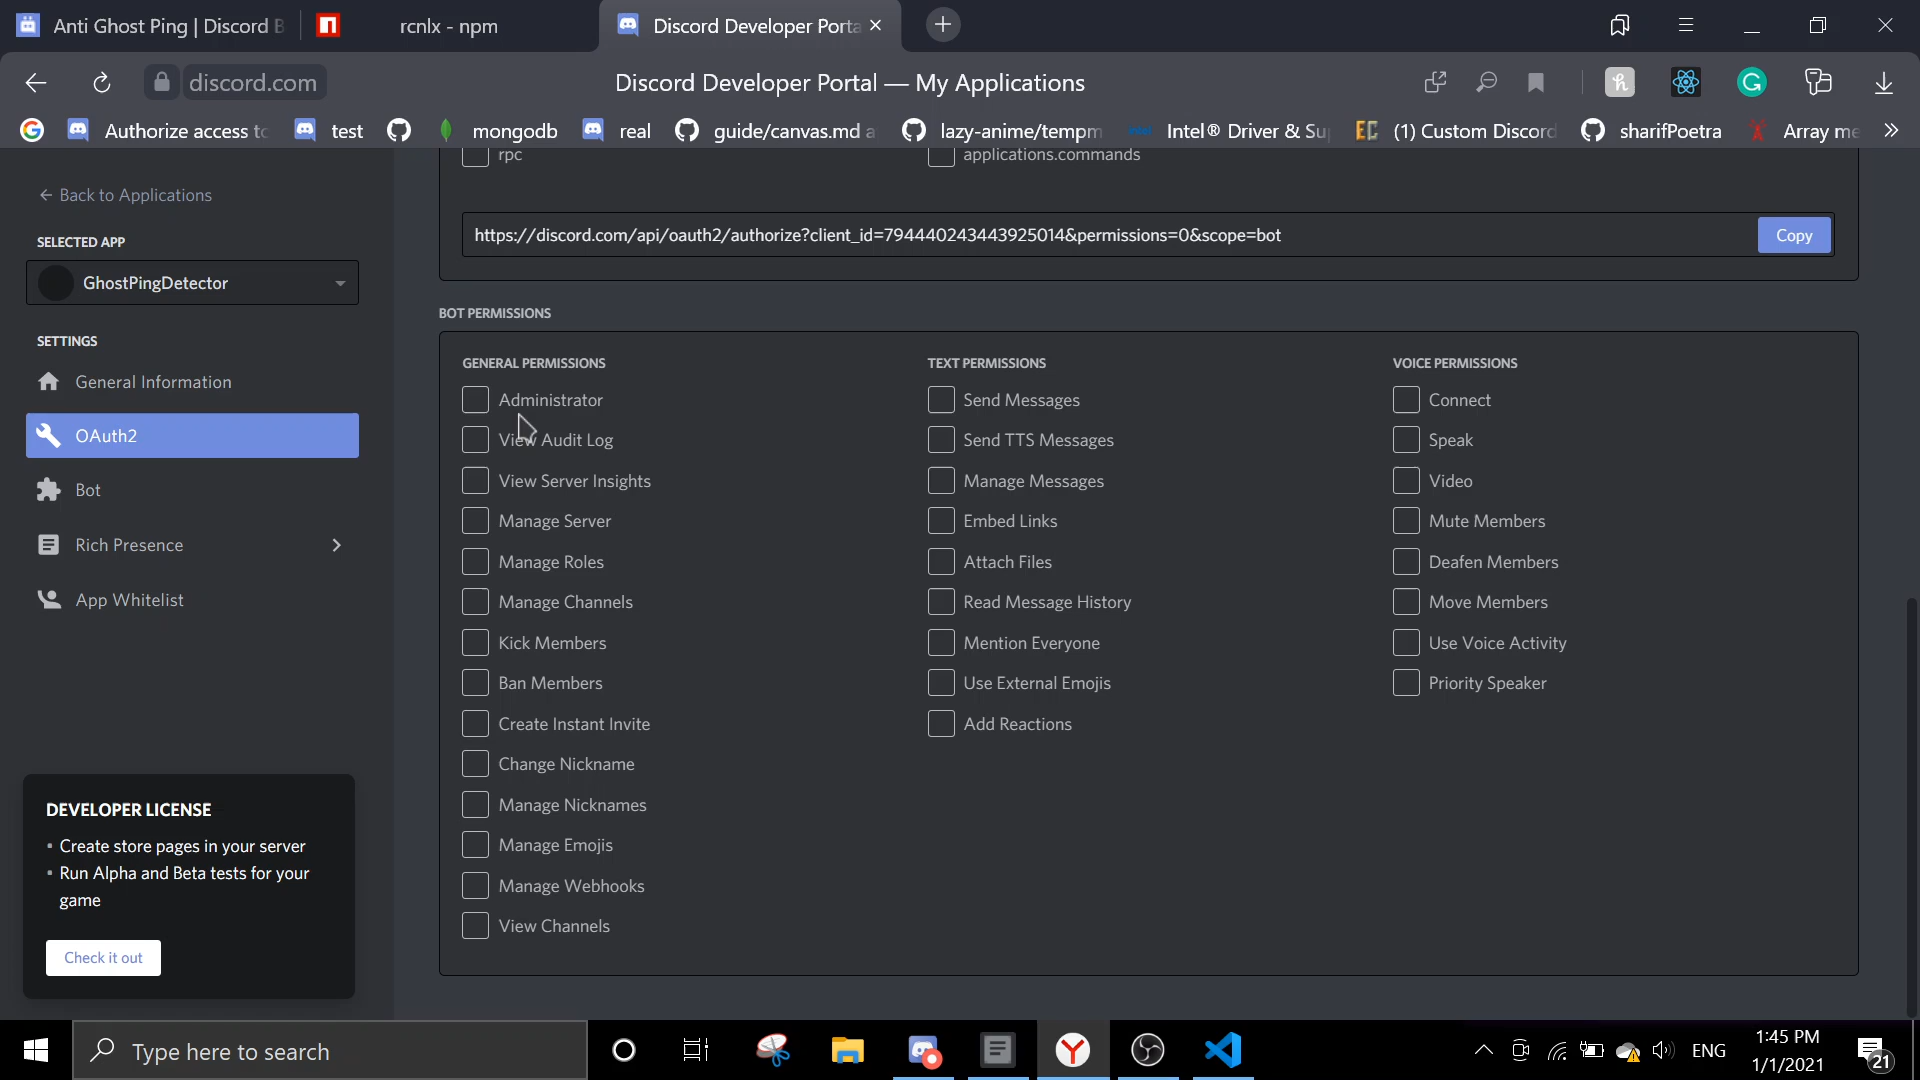 Anti Ghost Ping | Discord B
rcnlx - npm
Discord Developer Porta
discord.com
Discord Developer Portal — My Applications
Authorize access to
test
mongodb
real
guide/canvas.md a
lazy-anime/tempm
Intel® Driver & Su
(1) Custom Discord
sharifPoetra
Array me
rpc
applications.commands
← Back to Applications
SELECTED APP
GhostPingDetector
SETTINGS
General Information
OAuth2
Bot
Rich Presence
App Whitelist
DEVELOPER LICENSE
• Create store pages in your server
• Run Alpha and Beta tests for your
game
Check it out
https://discord.com/api/oauth2/authorize?client_id=794440243443925014&permissions=0&scope=bot
Copy
BOT PERMISSIONS
GENERAL PERMISSIONS
Administrator
View Audit Log
View Server Insights
Manage Server
Manage Roles
Manage Channels
Kick Members
Ban Members
Create Instant Invite
Change Nickname
Manage Nicknames
Manage Emojis
Manage Webhooks
View Channels
TEXT PERMISSIONS
Send Messages
Send TTS Messages
Manage Messages
Embed Links
Attach Files
Read Message History
Mention Everyone
Use External Emojis
Add Reactions
VOICE PERMISSIONS
Connect
Speak
Video
Mute Members
Deafen Members
Move Members
Use Voice Activity
Priority Speaker
Type here to search
ENG
1:45 PM
1/1/2021
21